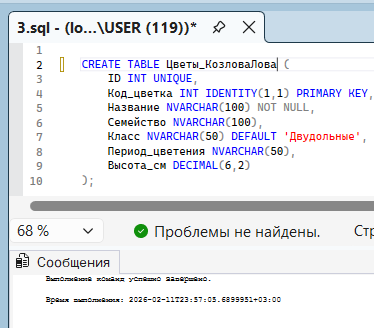 3.sql - (lo...\USER (119))*
1
2 CREATE TABLE Цветы_КозловаЛова (
3 ID INT UNIQUE,
4 Код_цветка INT IDENTITY(1,1) PRIMARY KEY,
5 Название NVARCHAR(100) NOT NULL,
6 Семейство NVARCHAR(100),
7 Класс NVARCHAR(50) DEFAULT 'Двудольные',
8 Период_цветения NVARCHAR(50),
9 Высота_см DECIMAL(6,2)
10 );
68 % Проблемы не найдены. Стр
Сообщения
Выполнение команд успешно завершено.
Время выполнения: 2026-02-11T23:57:05.6899951+03:00